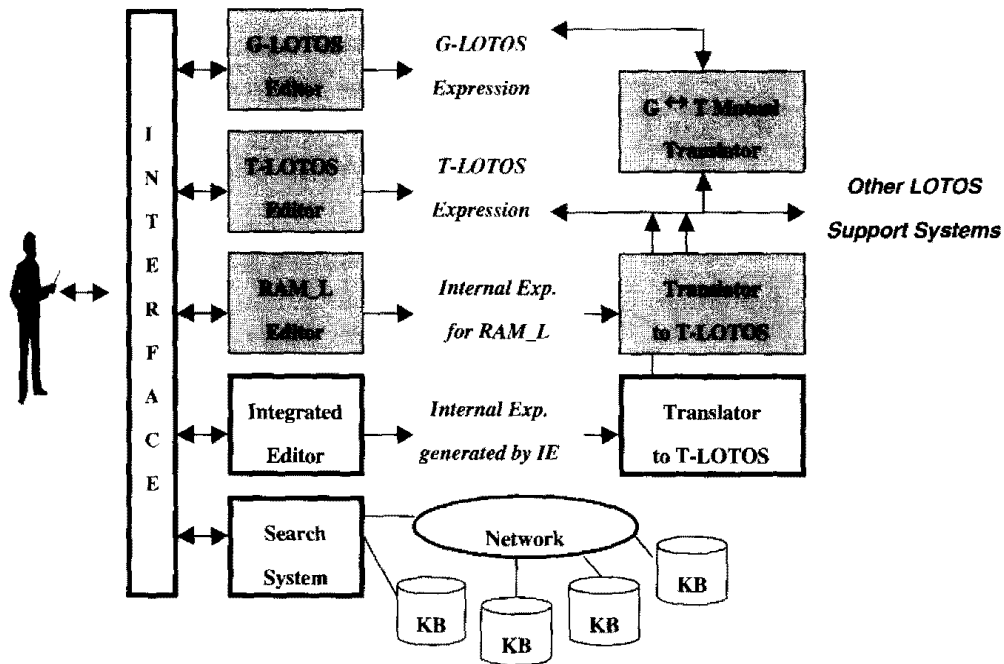 INTERFACE
G-LOTOS
Editor
G-LOTOS
Expression
G ↔ T Mutual
Translator
T-LOTOS
Editor
T-LOTOS
Expression
Other LOTOS
Support Systems
RAM_L
Editor
Internal Exp.
for RAM_L
Translator
to T-LOTOS
Integrated
Editor
Internal Exp.
generated by IE
Translator
to T-LOTOS
Search
System
Network
KB
KB
KB
KB